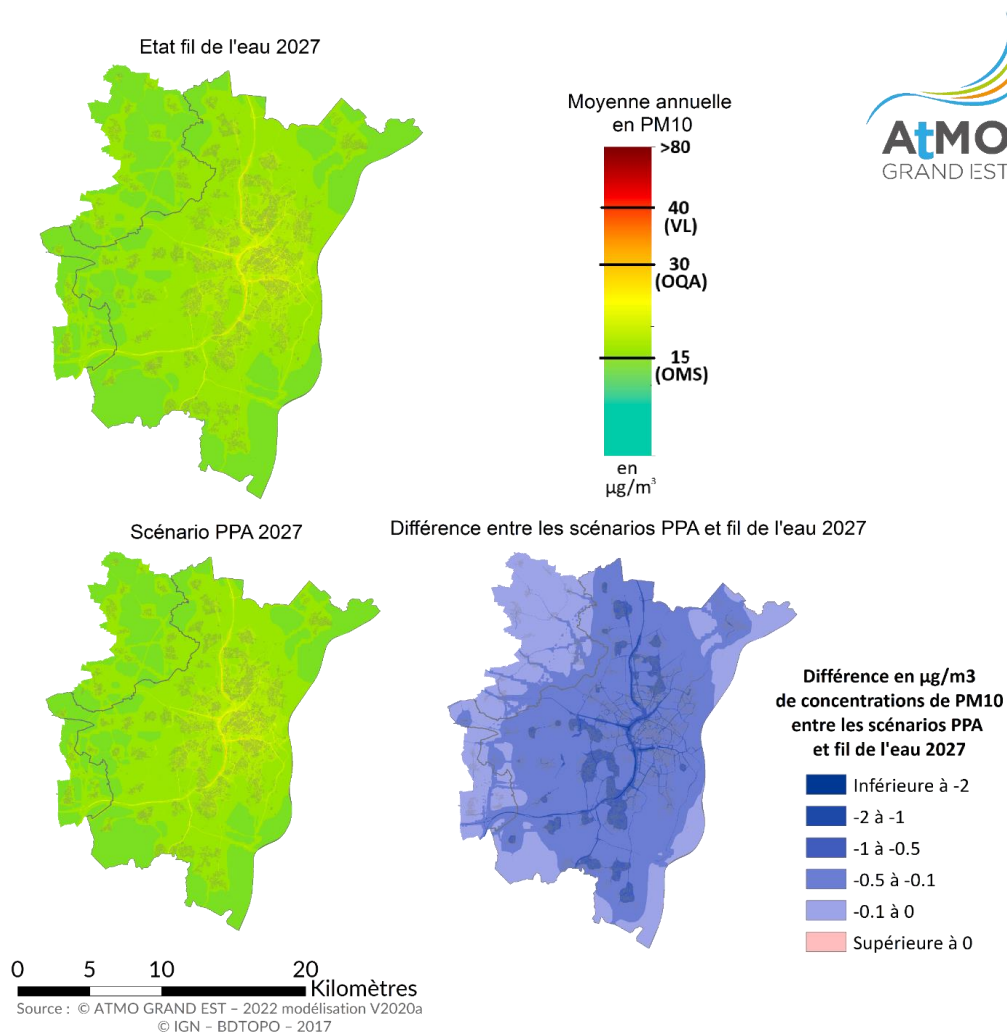 Etat fil de l'eau 2027
Moyenne annuelle
en PM10
>80
40
(VL)
30
(OQA)
15
(OMS)
en
µg/m³
AtMO
GRAND EST
Scénario PPA 2027
Différence entre les scénarios PPA et fil de l'eau 2027
Différence en µg/m3
de concentrations de PM10
entre les scénarios PPA
et fil de l'eau 2027
Inférieure à -2
-2 à -1
-1 à -0.5
-0.5 à -0.1
-0.1 à 0
Supérieure à 0
0 5 10 20
Kilomètres
Source : © ATMO GRAND EST – 2022 modélisation V2020a
© IGN – BDTOPO – 2017